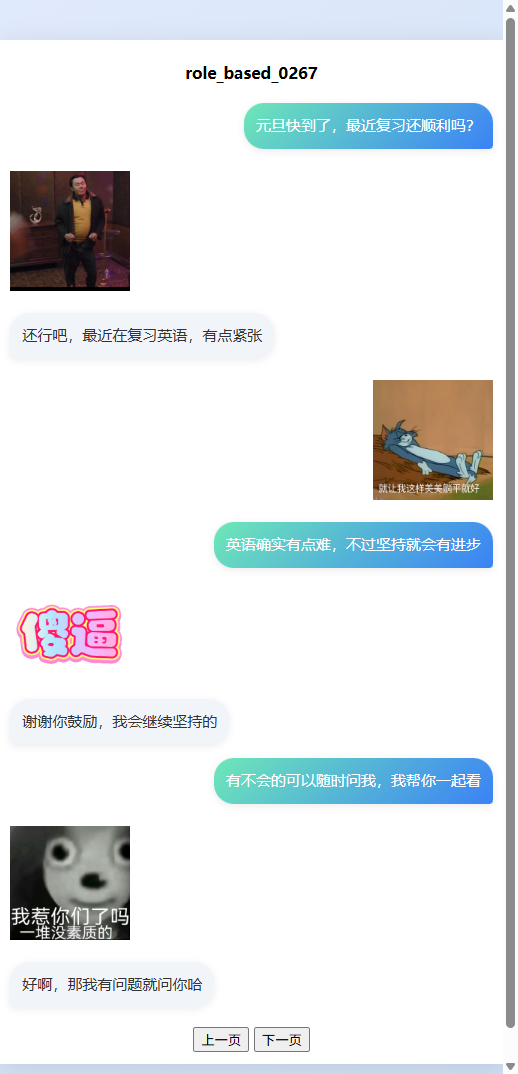 role_based_0267
元旦快到了，最近复习还顺利吗？
还行吧，最近在复习英语，有点紧张
就让我这样美美躺平就好
英语确实有点难，不过坚持就会有进步
傻逼
谢谢你鼓励，我会继续坚持的
有不会的可以随时问我，我帮你一起看
我惹你们了吗
一堆没素质的
好啊，那我有问题就问你哈
上一页 下一页